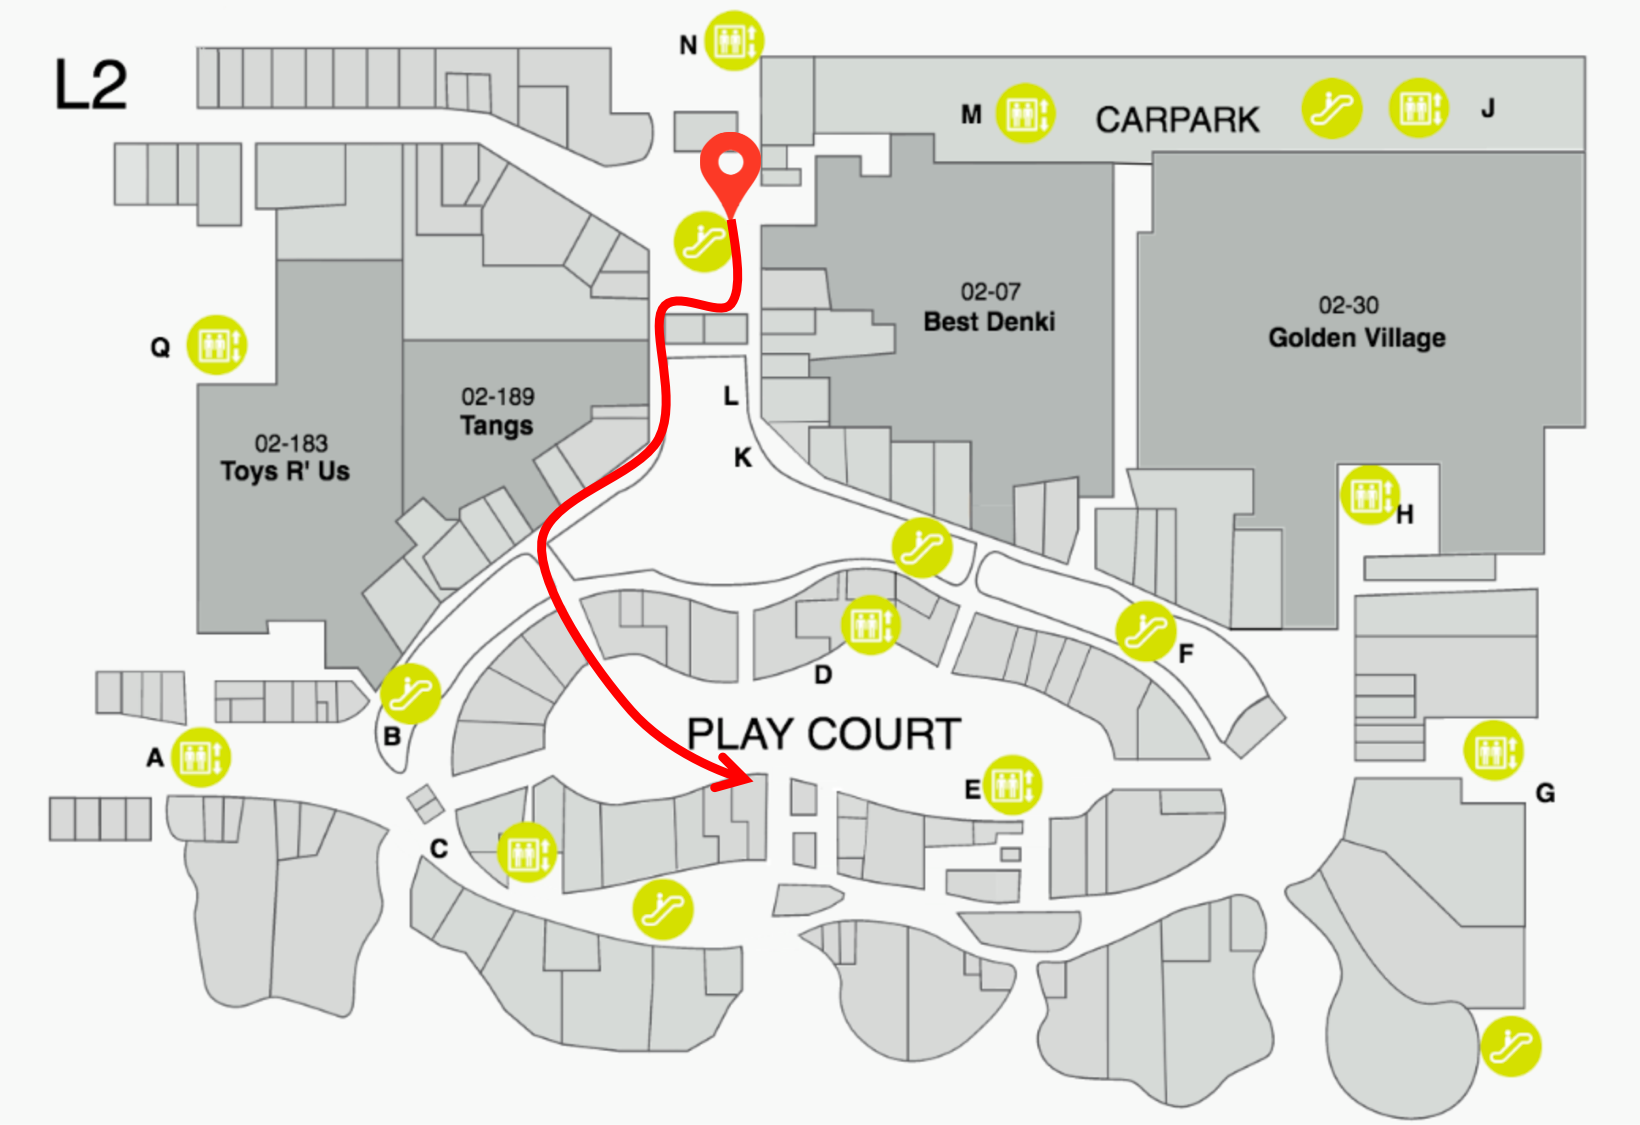 L2
N
M
CARPARK
J
02-07
Best Denki
02-30
Golden Village
Q
02-189
Tangs
L
02-183
Toys R' Us
K
H
F
D
B
PLAY COURT
A
E
G
C